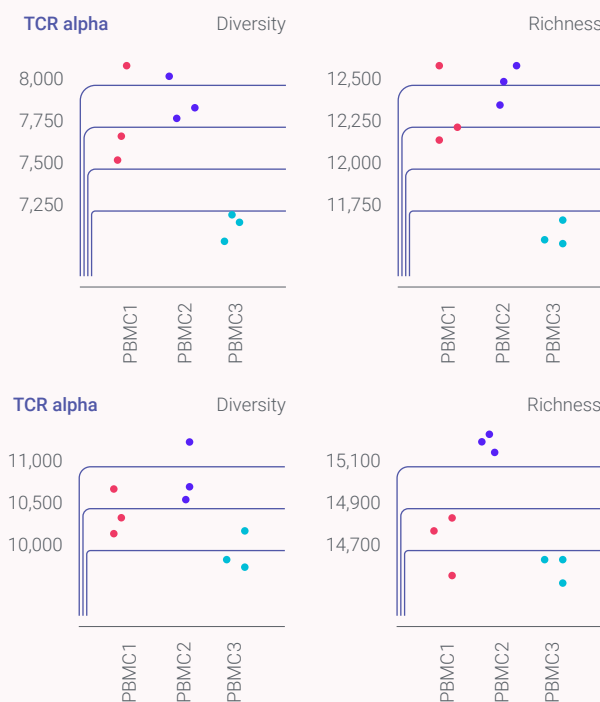 TCR alpha Diversity Richness
8,000 12,500
7,750 12,250
7,500 12,000
7,250 11,750
PBMC1 PBMC2 PBMC3 PBMC1 PBMC2 PBMC3
TCR alpha Diversity Richness
11,000 15,100
10,500 14,900
10,000 14,700
PBMC1 PBMC2 PBMC3 PBMC1 PBMC2 PBMC3